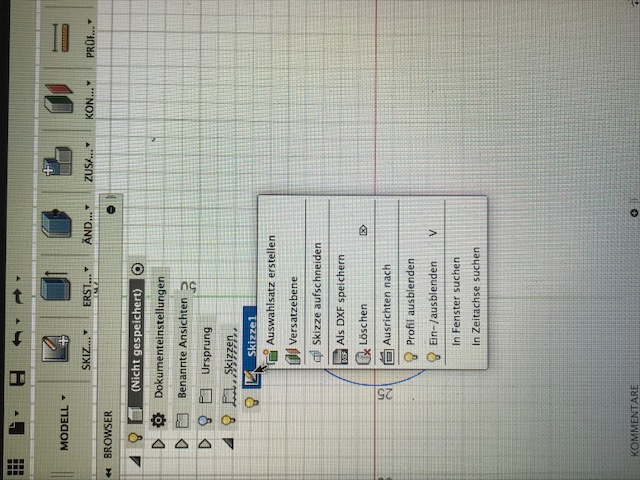 MODELL
SKIZ...
ERST...
ÄND...
ZUSA...
KON...
PRÜF...
BROWSER
(Nicht gespeichert)
Dokumenteinstellungen
Benannte Ansichten
50
Ursprung
Skizzen
Skizze1
Auswahlsatz erstellen
Versatzebene
Skizze aufschneiden
Als DXF speichern
Löschen
Ausrichten nach
25
Profil ausblenden
Ein-/ausblenden V
In Fenster suchen
In Zeitachse suchen
KOMMENTARE